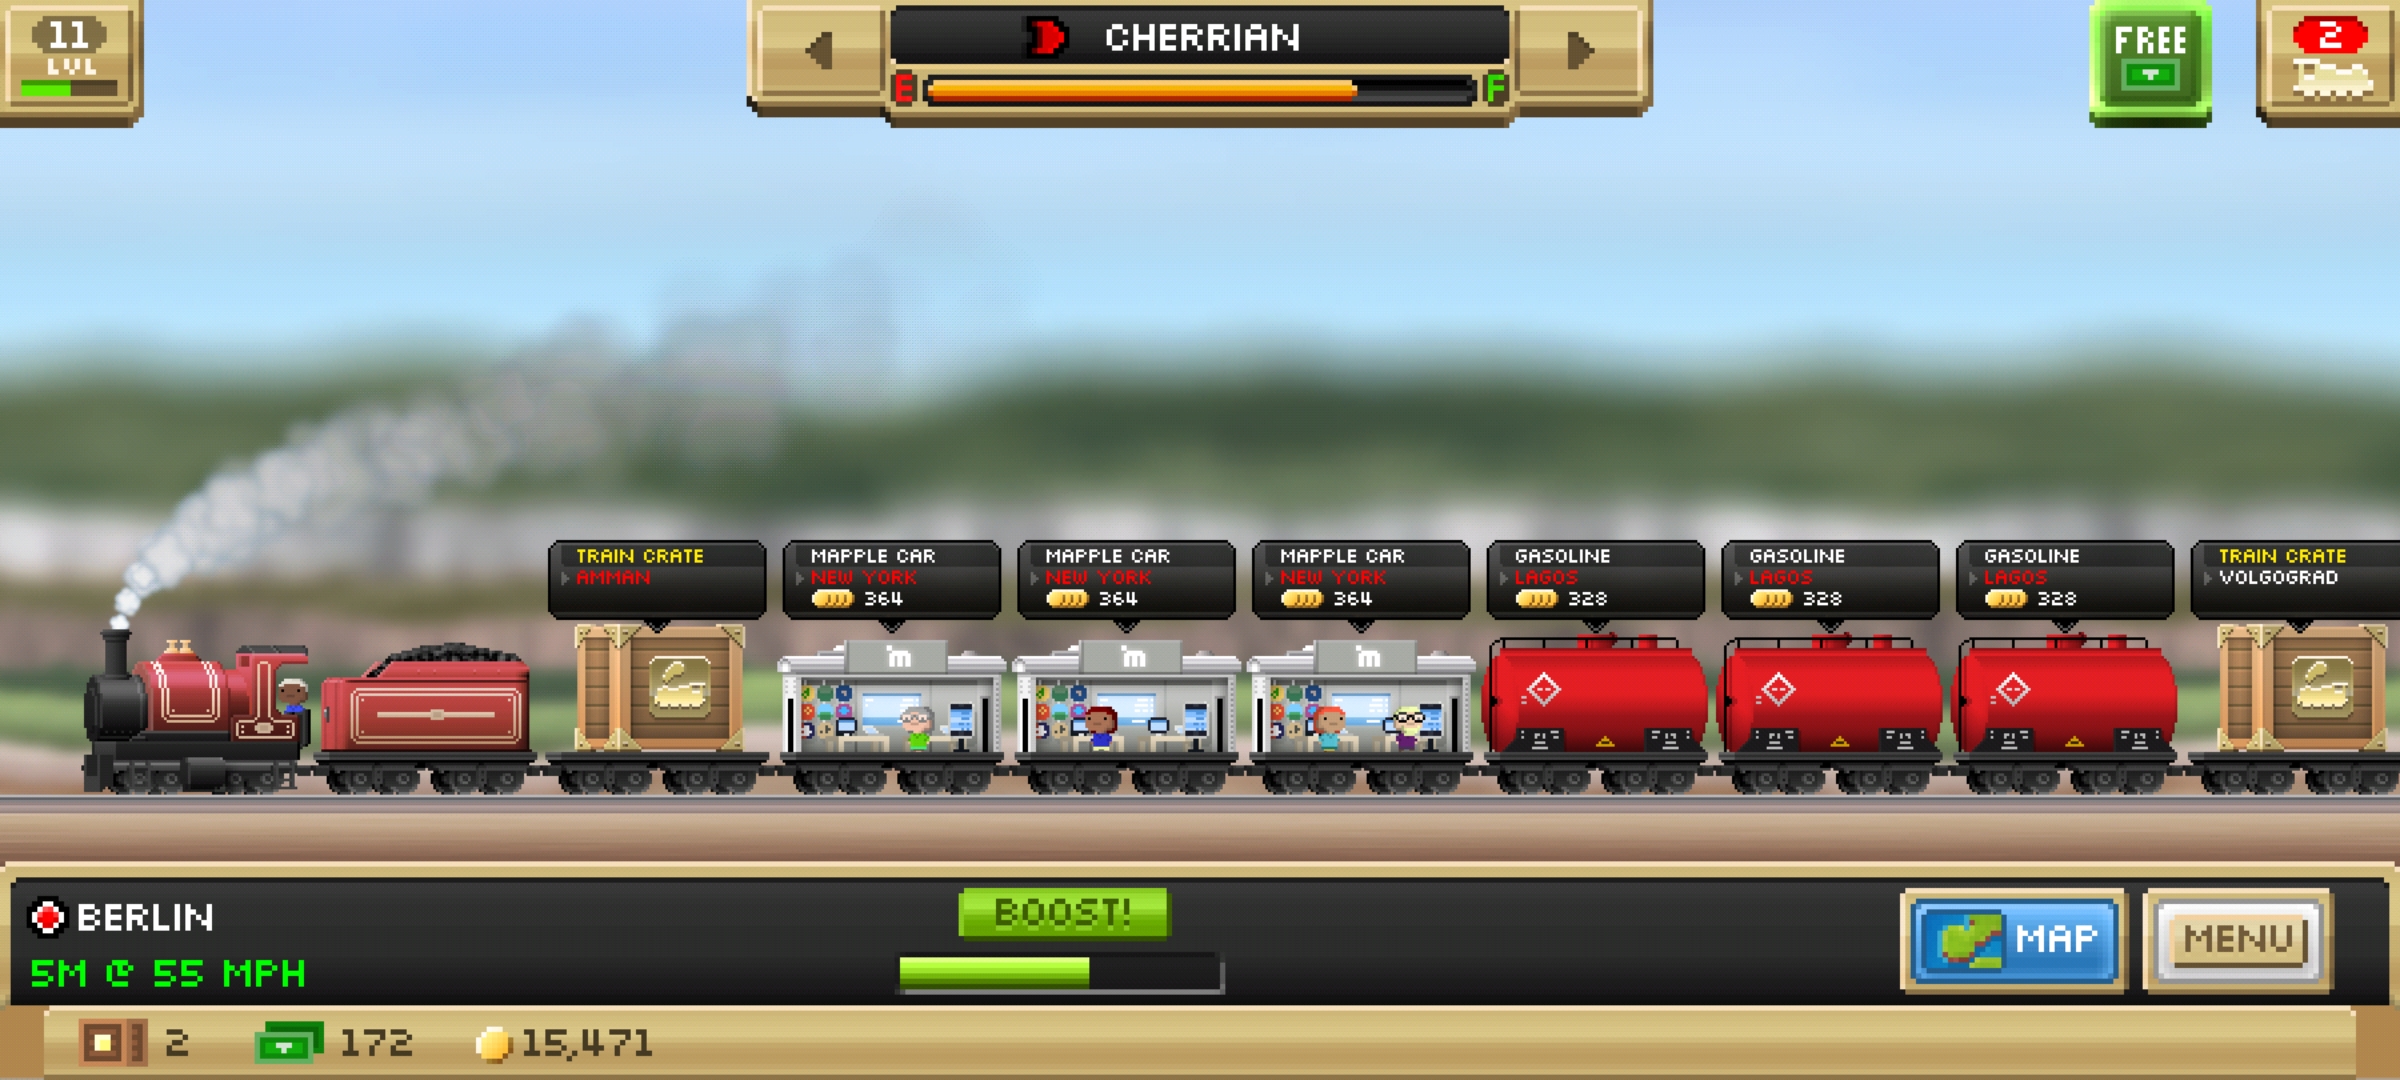 11
LVL
CHERRIAN
E F
FREE
2
TRAIN CRATE
AMMAN
MAPPLE CAR
NEW YORK
364
MAPPLE CAR
NEW YORK
364
MAPPLE CAR
NEW YORK
364
GASOLINE
LAGOS
328
GASOLINE
LAGOS
328
GASOLINE
LAGOS
328
TRAIN CRATE
VOLGOGRAD
m
m
m
BERLIN
5M @ 55 MPH
BOOST!
MAP
MENU
2
172
15,471